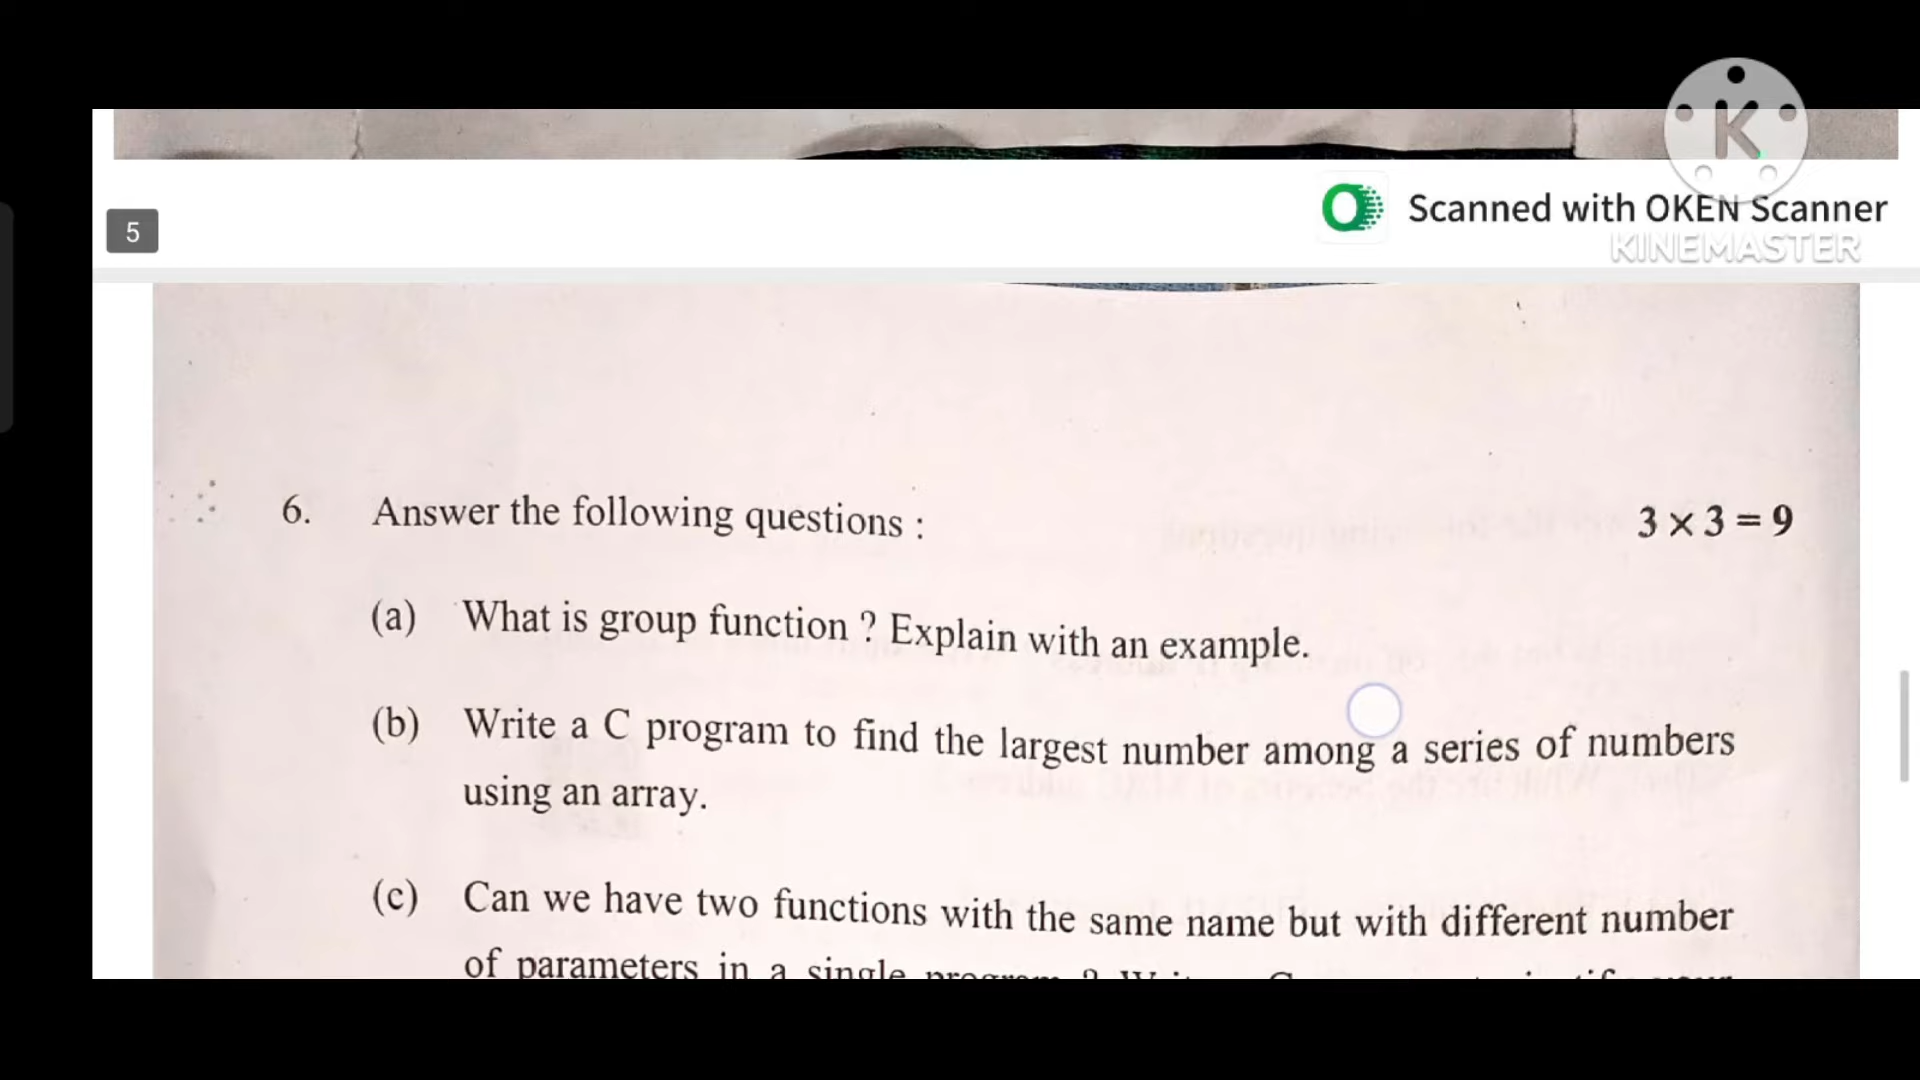 Scanned with OKEN Scanner
KINEMASTER
5
6. Answer the following questions : 3 × 3 = 9
(a) What is group function ? Explain with an example.
(b) Write a C program to find the largest number among a series of numbers
using an array.
(c) Can we have two functions with the same name but with different number
of parameters in a single